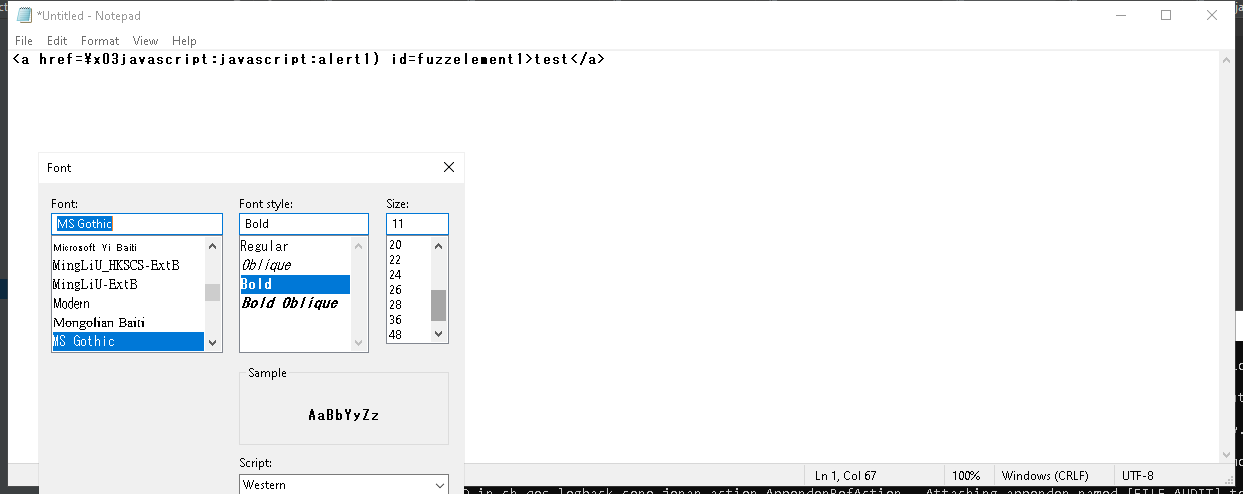 *Untitled - Notepad
File Edit Format View Help
<a href=¥x03javascript:javascript:alert1) id=fuzzelement1>test</a>
Font
Font: Font style: Size:
MS Gothic Bold 11
Microsoft Yi Baiti Regular 20
MingLiU_HKSCS-ExtB Oblique 22
MingLiU-ExtB Bold 24
Modern Bold Oblique 26
Mongolian Baiti 28
MS Gothic 36
48
Sample
AaBbYyZz
Script:
Western
Ln 1, Col 67 100% Windows (CRLF) UTF-8